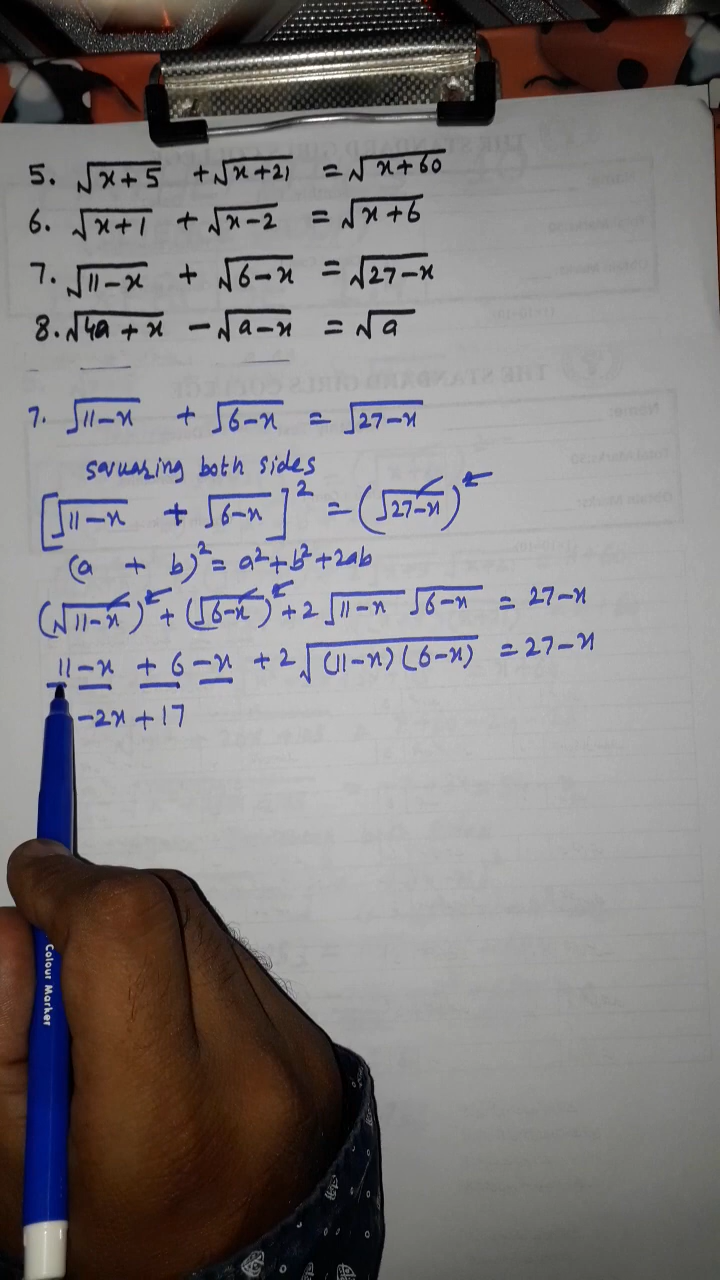 5. √x+5 + √x+21 = √x+60
6. √x+1 + √x-2 = √x+6
7. √11-x + √6-x = √27-x
8. √4a+x - √a-x = √a
7. √11-x + √6-x = √27-x
squaring both sides
[√11-x + √6-x]² = (√27-x)²
(a + b)² = a²+b²+2ab
(√11-x)² + (√6-x)² + 2√11-x √6-x = 27-x
11-x + 6-x + 2√(11-x)(6-x) = 27-x
-2x+17
Colour Marker